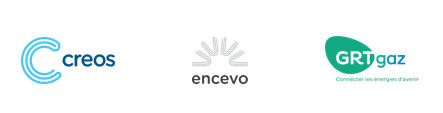 creos
encevo
GRTgaz
Connecter les énergies d'avenir